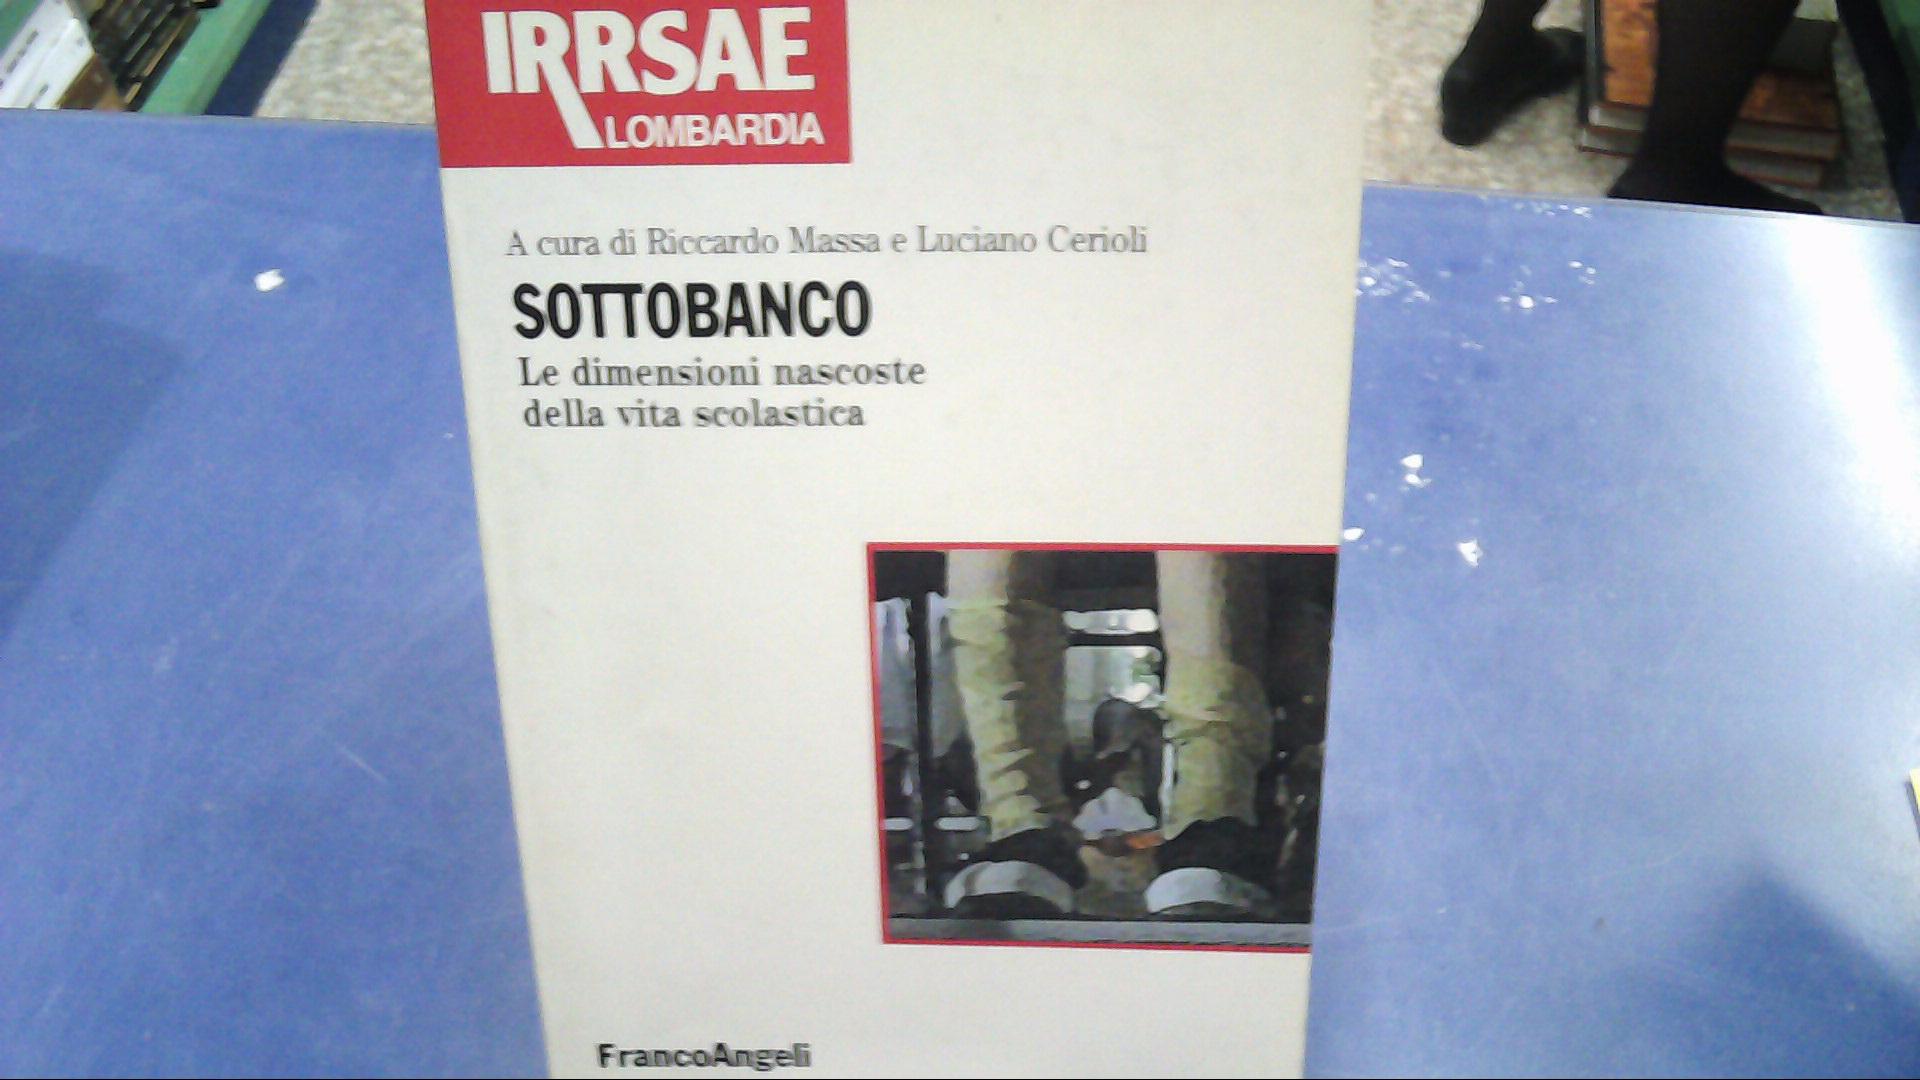 IRRSAE
LOMBARDIA
A cura di Riccardo Massa e Luciano Cerioli
SOTTOBANCO
Le dimensioni nascoste
della vita scolastica
FrancoAngeli